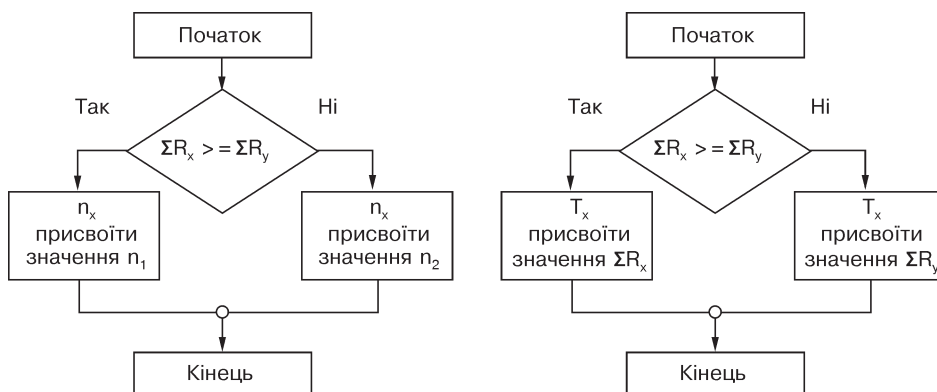 Початок
Так
Ні
ΣRx > = ΣRy
nx
присвоїти
значення n1
nx
присвоїти
значення n2
Кінець
Початок
Так
Ні
ΣRx > = ΣRy
Tx
присвоїти
значення ΣRx
Tx
присвоїти
значення ΣRy
Кінець